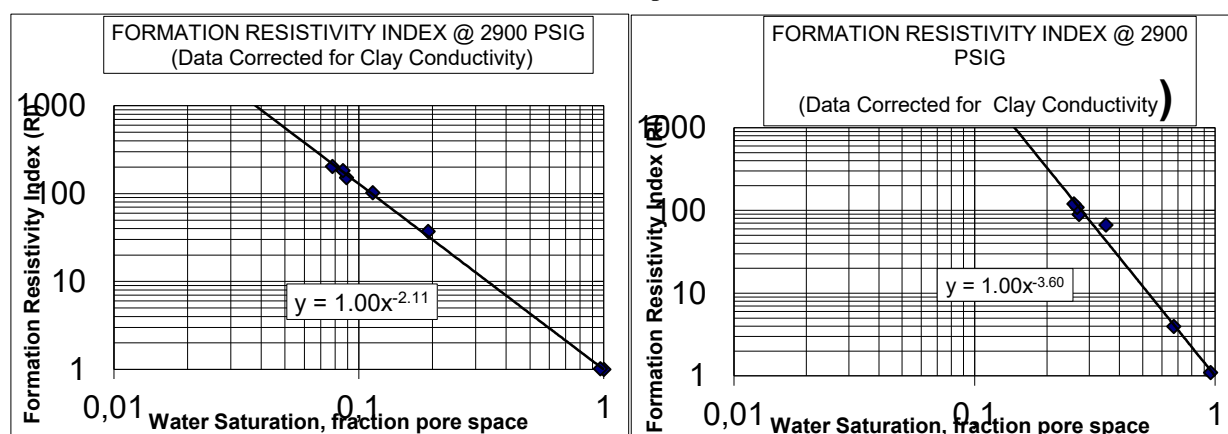 FORMATION RESISTIVITY INDEX @ 2900 PSIG
(Data Corrected for Clay Conductivity)
Formation Resistivity Index (RI)
1000
100
10
1
y = 1.00x-2.11
0,01
0,1
1
Water Saturation, fraction pore space
FORMATION RESISTIVITY INDEX @ 2900
PSIG
(Data Corrected for Clay Conductivity)
Formation Resistivity Index (RI)
1000
100
10
1
y = 1.00x-3.60
0,01
0,1
1
Water Saturation, fraction pore space